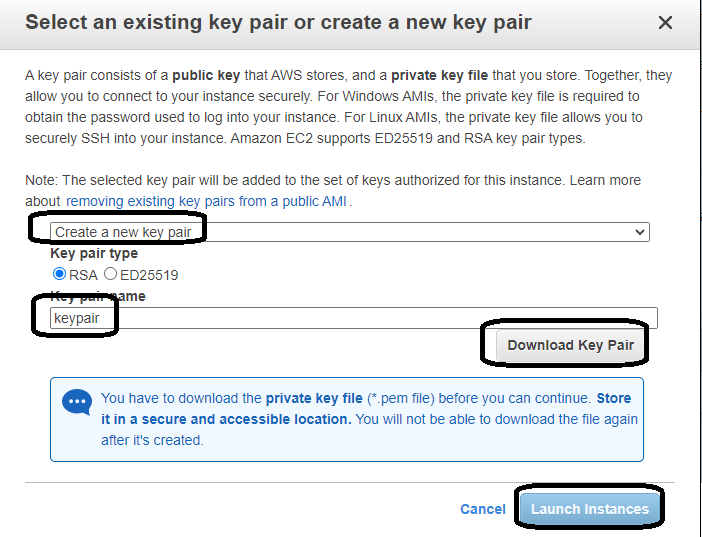 Select an existing key pair or create a new key pair
A key pair consists of a public key that AWS stores, and a private key file that you store. Together, they
allow you to connect to your instance securely. For Windows AMIs, the private key file is required to
obtain the password used to log into your instance. For Linux AMIs, the private key file allows you to
securely SSH into your instance. Amazon EC2 supports ED25519 and RSA key pair types.
Note: The selected key pair will be added to the set of keys authorized for this instance. Learn more
about removing existing key pairs from a public AMI .
Create a new key pair
Key pair type
RSA ED25519
Key pair name
keypair
Download Key Pair
You have to download the private key file (*.pem file) before you can continue. Store
it in a secure and accessible location. You will not be able to download the file again
after it's created.
Cancel Launch Instances